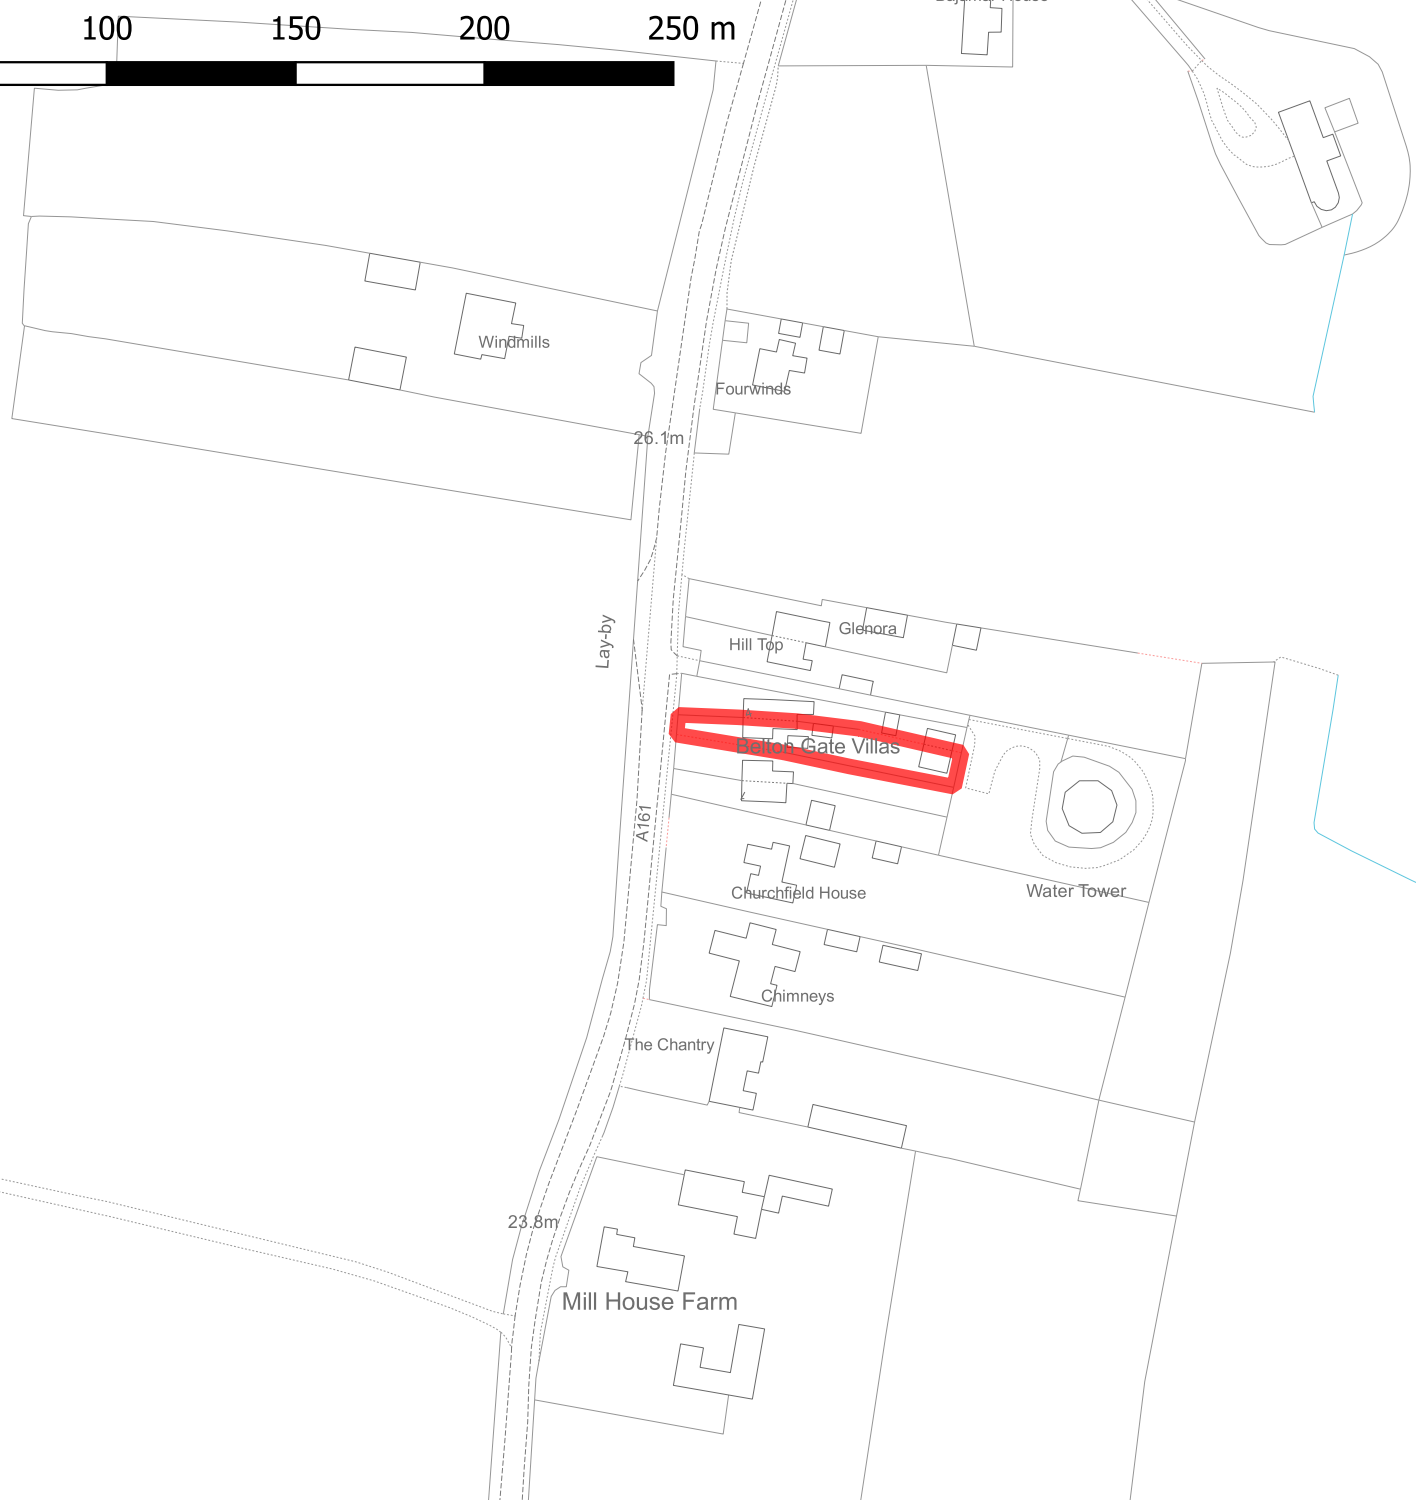 100 150 200 250 m
Windmills
Fourwinds
26.1m
Lay-by
Glenora
Hill Top
Belton Gate Villas
A161
Churchfield House
Water Tower
Chimneys
The Chantry
23.8m
Mill House Farm